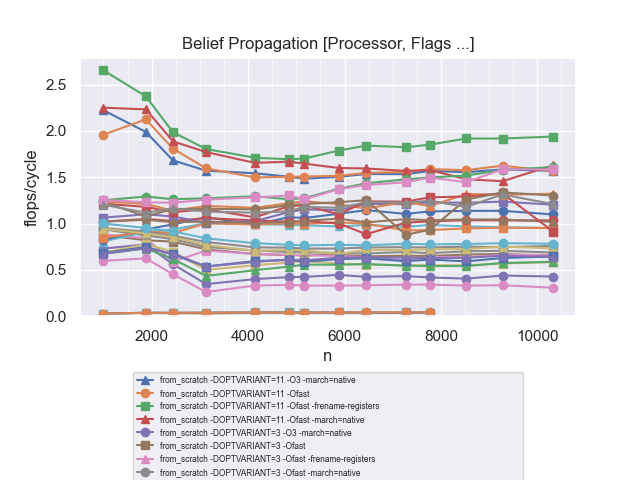 Belief Propagation [Processor, Flags ...]
flops/cycle
2.5
2.0
1.5
1.0
0.5
0.0
2000 4000 6000 8000 10000
n
from_scratch -DOPTVARIANT=11 -O3 -march=native
from_scratch -DOPTVARIANT=11 -Ofast
from_scratch -DOPTVARIANT=11 -Ofast -frename-registers
from_scratch -DOPTVARIANT=11 -Ofast -march=native
from_scratch -DOPTVARIANT=3 -O3 -march=native
from_scratch -DOPTVARIANT=3 -Ofast
from_scratch -DOPTVARIANT=3 -Ofast -frename-registers
from_scratch -DOPTVARIANT=3 -Ofast -march=native